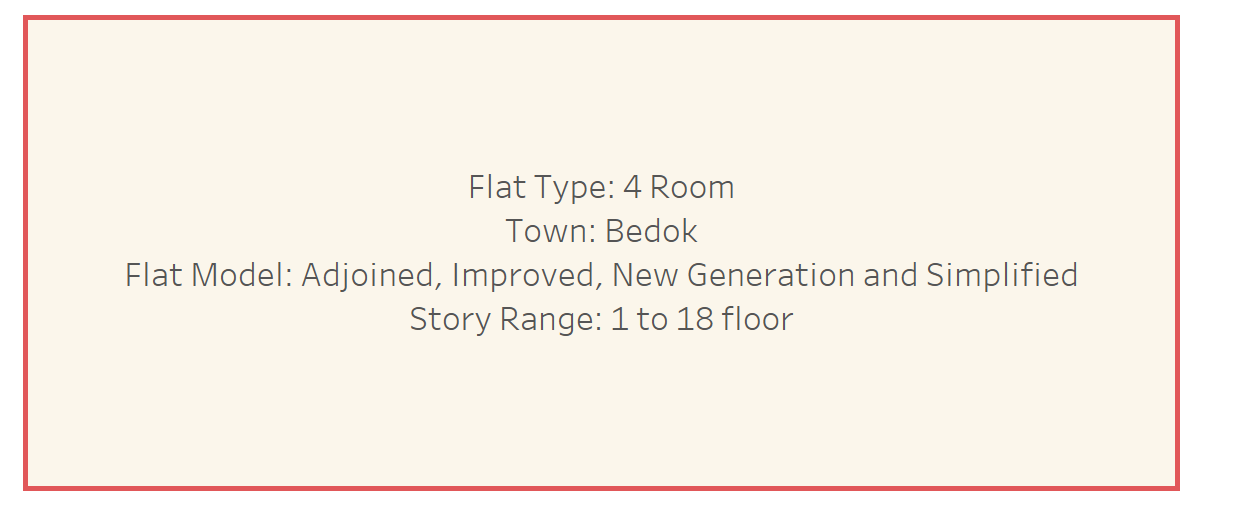 Flat Type: 4 Room
Town: Bedok
Flat Model: Adjoined, Improved, New Generation and Simplified
Story Range: 1 to 18 floor